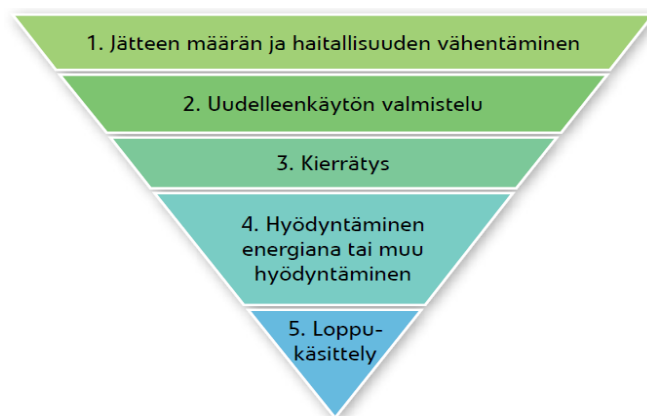 1. Jätteen määrän ja haitallisuuden vähentäminen
2. Uudelleenkäytön valmistelu
3. Kierrätys
4. Hyödyntäminen
energiana tai muu
hyödyntäminen
5. Loppu-
käsittely